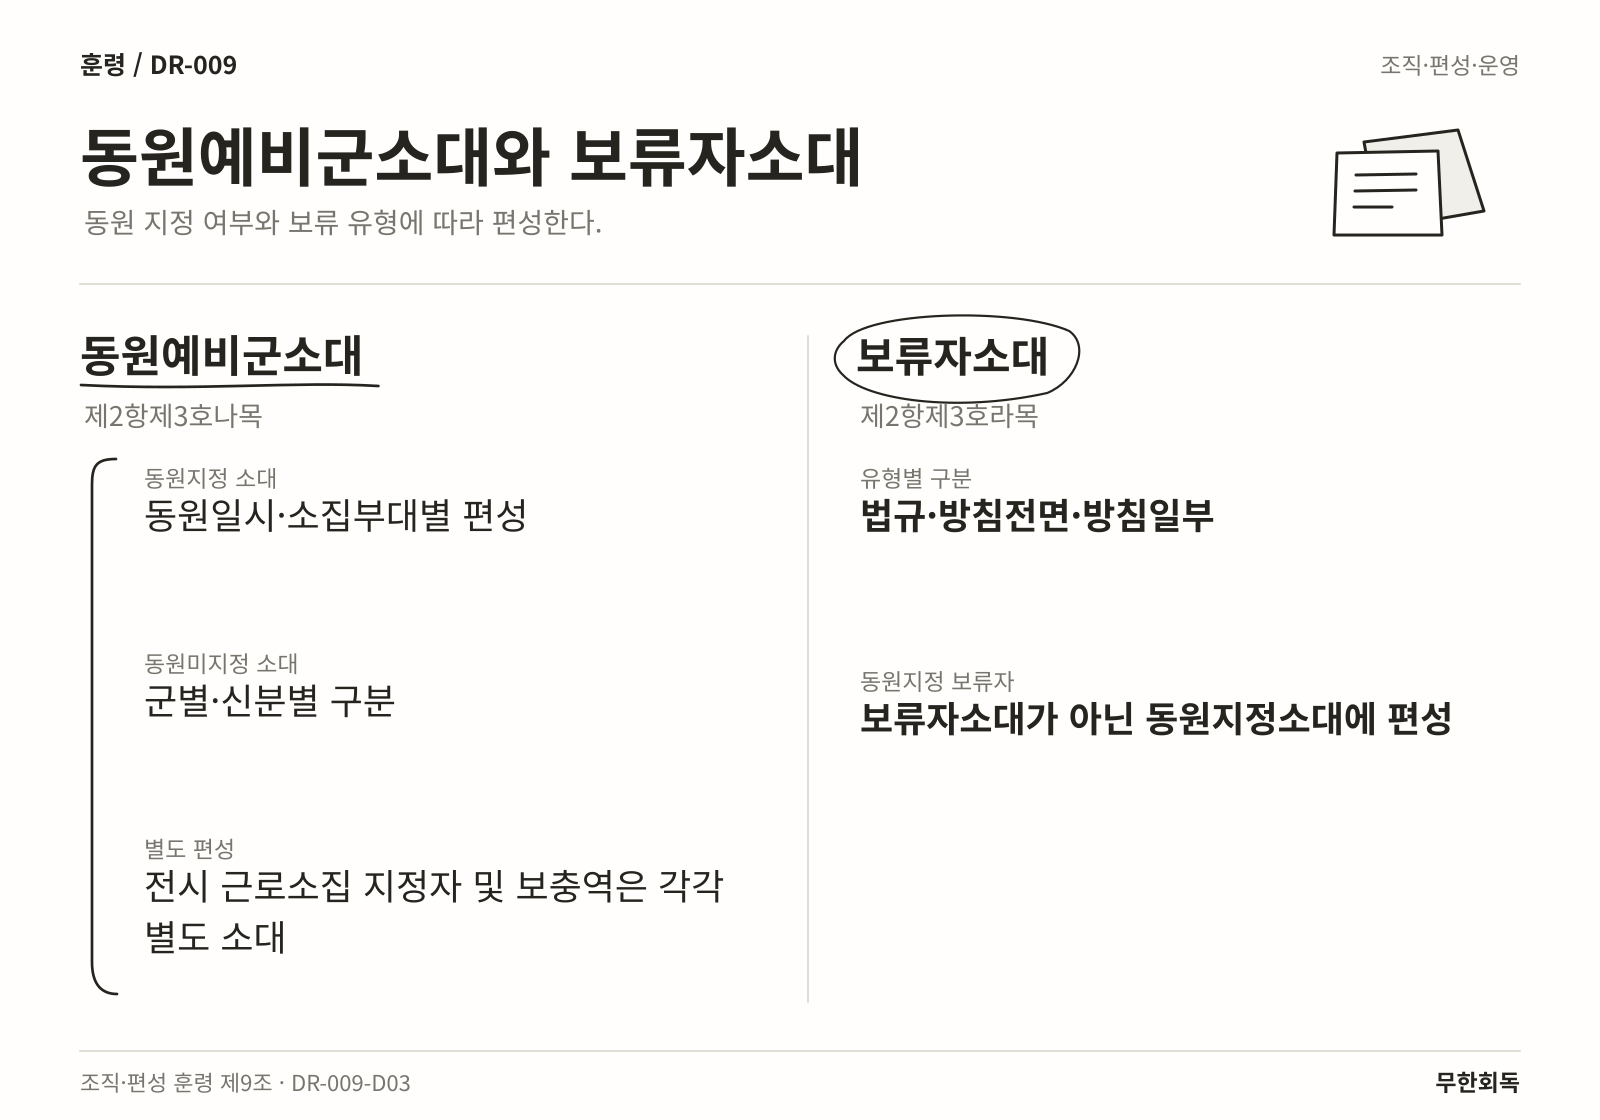 훈령 / DR-009
조직·편성·운영
동원예비군소대와 보류자소대
동원 지정 여부와 보류 유형에 따라 편성한다.
동원예비군소대
제2항제3호나목
동원지정 소대
동원일시·소집부대별 편성
동원미지정 소대
군별·신분별 구분
별도 편성
전시 근로소집 지정자 및 보충역은 각각
별도 소대
보류자소대
제2항제3호라목
유형별 구분
법규·방침전면·방침일부
동원지정 보류자
보류자소대가 아닌 동원지정소대에 편성
조직·편성 훈령 제9조 · DR-009-D03
무한회독